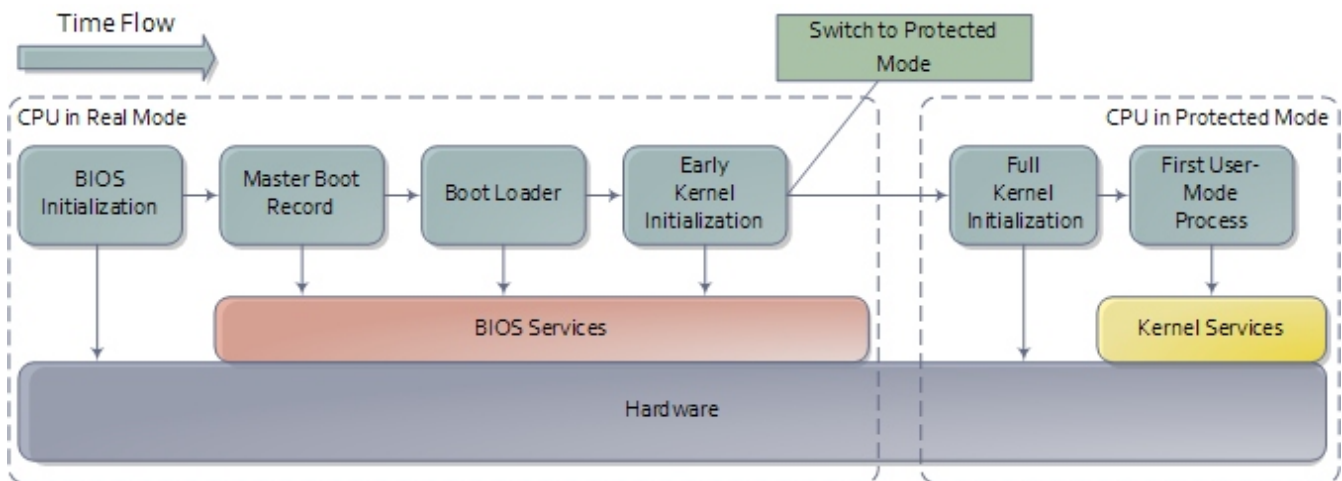 Time Flow
Switch to Protected
Mode
CPU in Real Mode
CPU in Protected Mode
BIOS
Initialization
Master Boot
Record
Boot Loader
Early
Kernel
Initialization
Full
Kernel
Initialization
First User-
Mode
Process
BIOS Services
Kernel Services
Hardware